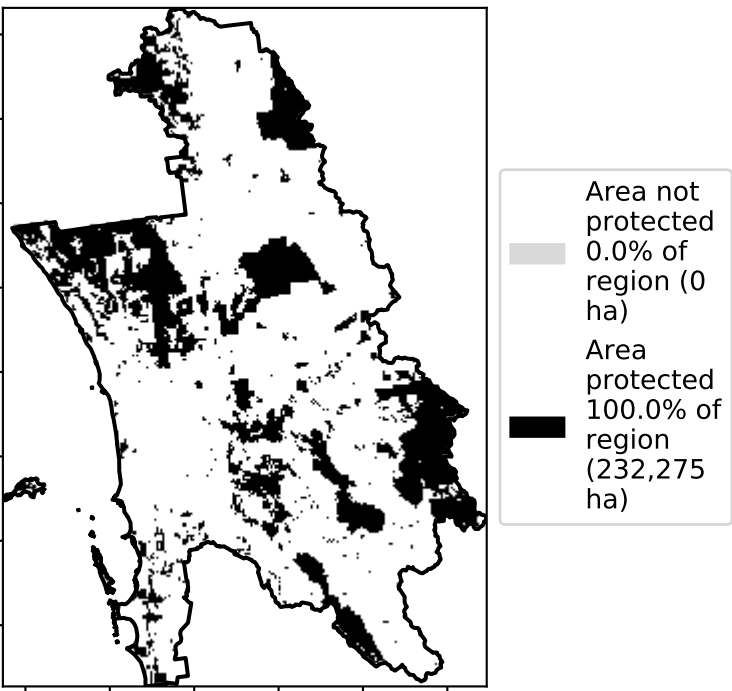 Area not
protected
0.0% of
region (0
ha)
Area
protected
100.0% of
region
(232,275
ha)